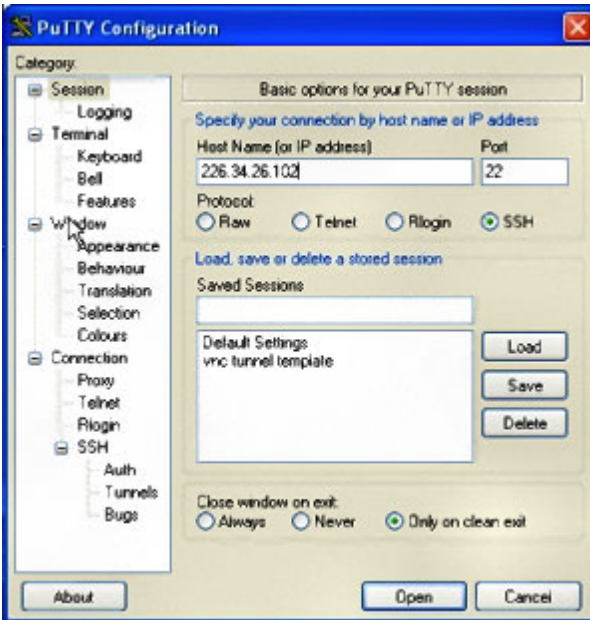 PuTTY Configuration
Category:
Session
Logging
Terminal
Keyboard
Bell
Features
Window
Appearance
Behaviour
Translation
Selection
Colours
Connection
Proxy
Telnet
Rlogin
SSH
Auth
Tunnels
Bugs
Basic options for your PuTTY session
Specify your connection by host name or IP address
Host Name (or IP address) Port
226.34.26.102 22
Protocol:
Raw Telnet Rlogin SSH
Load, save or delete a stored session
Saved Sessions
Default Settings
vnc tunnel template
Load
Save
Delete
Close window on exit:
Always Never Only on clean exit
About Open Cancel